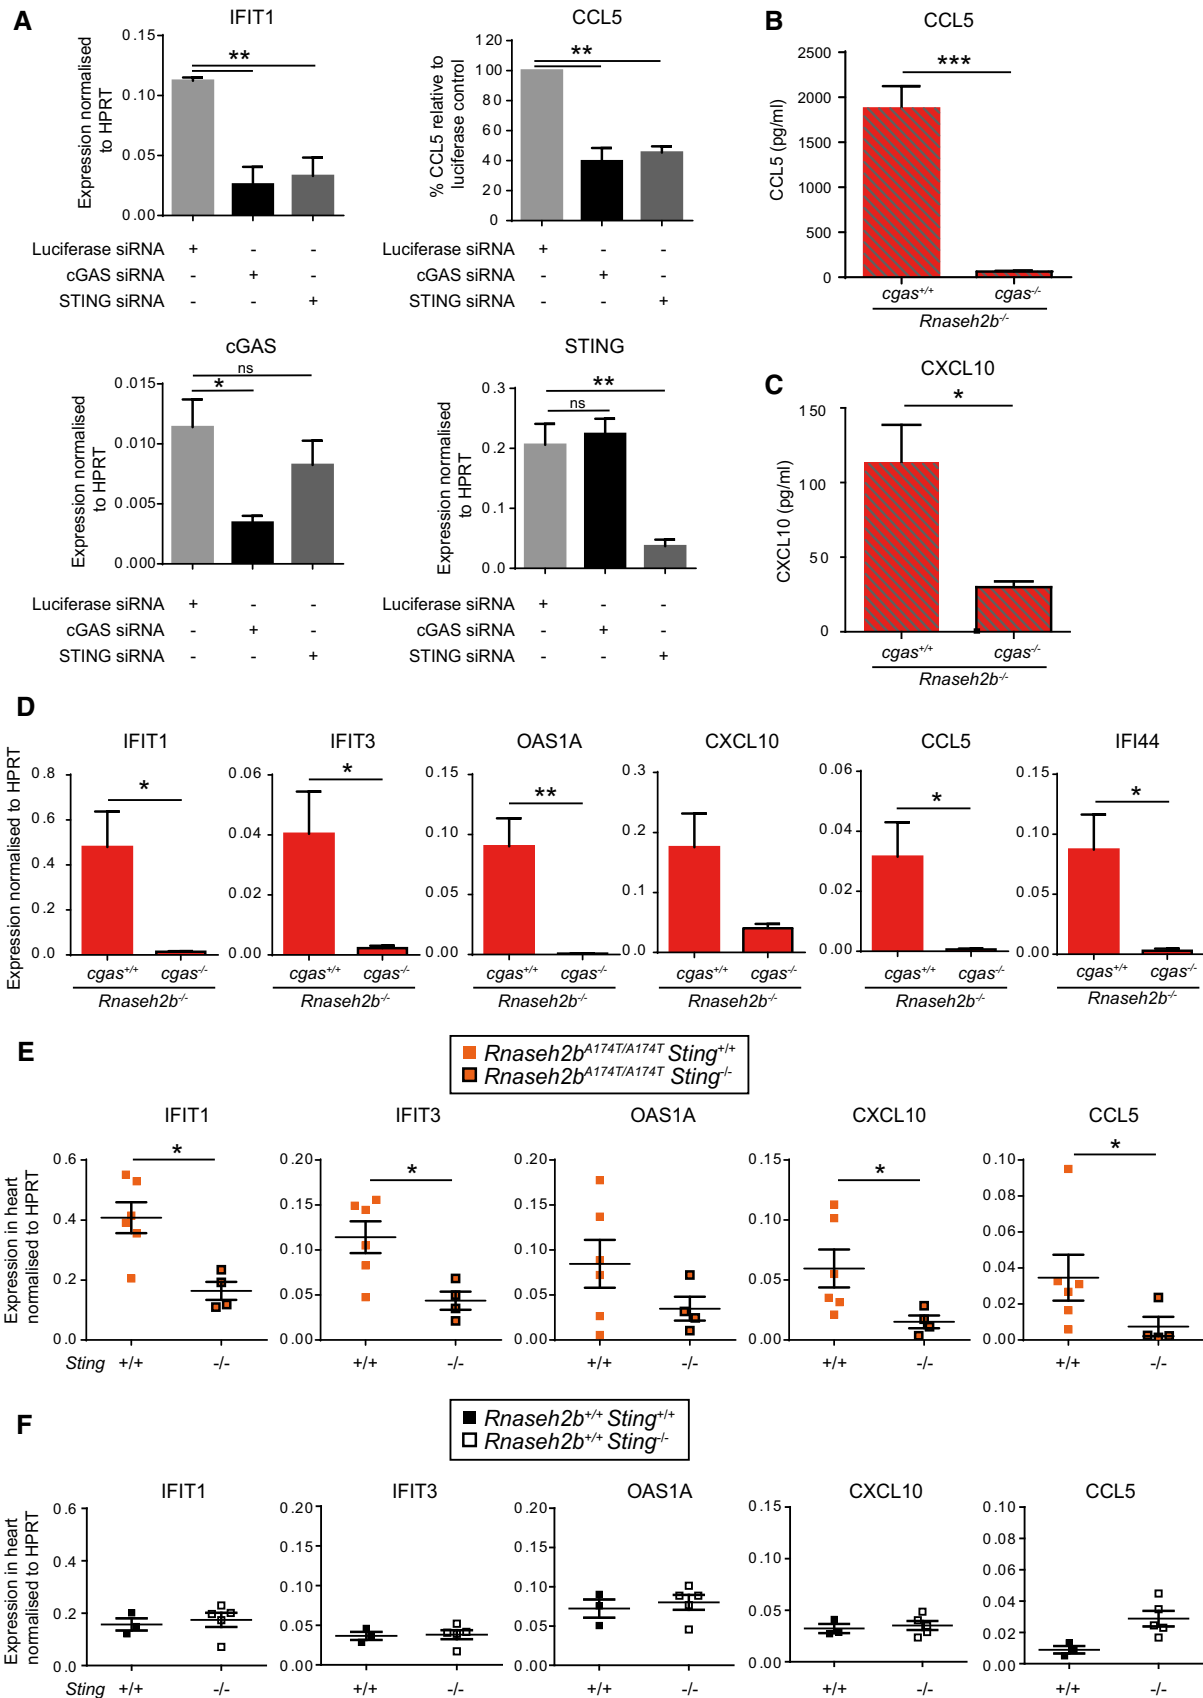 A
IFIT1
Expression normalised
to HPRT
0.15
0.10
0.05
0.00
**
Luciferase siRNA + - -
cGAS siRNA - + -
STING siRNA - - +
CCL5
% CCL5 relative to
luciferase control
120
100
80
60
40
20
0
**
Luciferase siRNA + - -
cGAS siRNA - + -
STING siRNA - - +
cGAS
Expression normalised
to HPRT
0.015
0.010
0.005
0.000
ns
*
Luciferase siRNA + - -
cGAS siRNA - + -
STING siRNA - - +
STING
Expression normalised
to HPRT
0.3
0.2
0.1
0.0
**
ns
Luciferase siRNA + - -
cGAS siRNA - + -
STING siRNA - - +
B
CCL5
CCL5 (pg/ml)
2500
2000
1500
1000
500
0
***
cgas+/+ cgas-/-
Rnaseh2b-/-
C
CXCL10
CXCL10 (pg/ml)
150
100
50
0
*
cgas+/+ cgas-/-
Rnaseh2b-/-
D
Expression normalised to HPRT
IFIT1
0.8
0.6
0.4
0.2
0.0
*
cgas+/+ cgas-/-
Rnaseh2b-/-
IFIT3
0.06
0.04
0.02
0.00
*
cgas+/+ cgas-/-
Rnaseh2b-/-
OAS1A
0.15
0.10
0.05
0.00
**
cgas+/+ cgas-/-
Rnaseh2b-/-
CXCL10
0.3
0.2
0.1
0.0
cgas+/+ cgas-/-
Rnaseh2b-/-
CCL5
0.06
0.04
0.02
0.00
*
cgas+/+ cgas-/-
Rnaseh2b-/-
IFI44
0.15
0.10
0.05
0.00
*
cgas+/+ cgas-/-
Rnaseh2b-/-
E
Rnaseh2bA174T/A174T Sting+/+
Rnaseh2bA174T/A174T Sting-/-
Expression in heart
normalised to HPRT
IFIT1
0.6
0.4
0.2
0.0
*
Sting +/+ -/-
IFIT3
0.20
0.15
0.10
0.05
0.00
*
+/+ -/-
OAS1A
0.20
0.15
0.10
0.05
0.00
+/+ -/-
CXCL10
0.15
0.10
0.05
0.00
*
+/+ -/-
CCL5
0.10
0.08
0.06
0.04
0.02
0.00
*
+/+ -/-
F
Rnaseh2b+/+ Sting+/+
Rnaseh2b+/+ Sting-/-
Expression in heart
normalised to HPRT
IFIT1
0.6
0.4
0.2
0.0
Sting +/+ -/-
IFIT3
0.20
0.15
0.10
0.05
0.00
+/+ -/-
OAS1A
0.20
0.15
0.10
0.05
0.00
+/+ -/-
CXCL10
0.15
0.10
0.05
0.00
+/+ -/-
CCL5
0.10
0.08
0.06
0.04
0.02
0.00
+/+ -/-